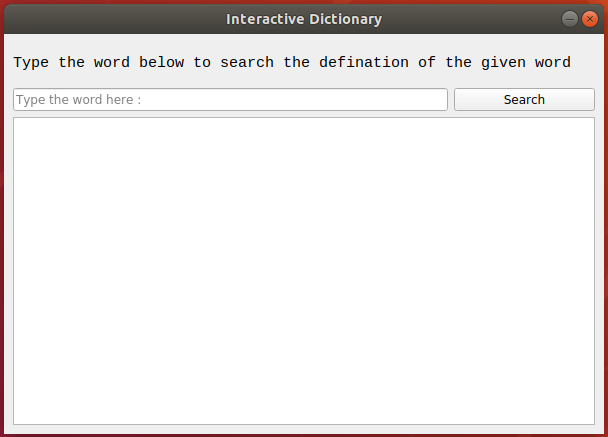 Interactive Dictionary
Type the word below to search the defination of the given word
Type the word here :
Search